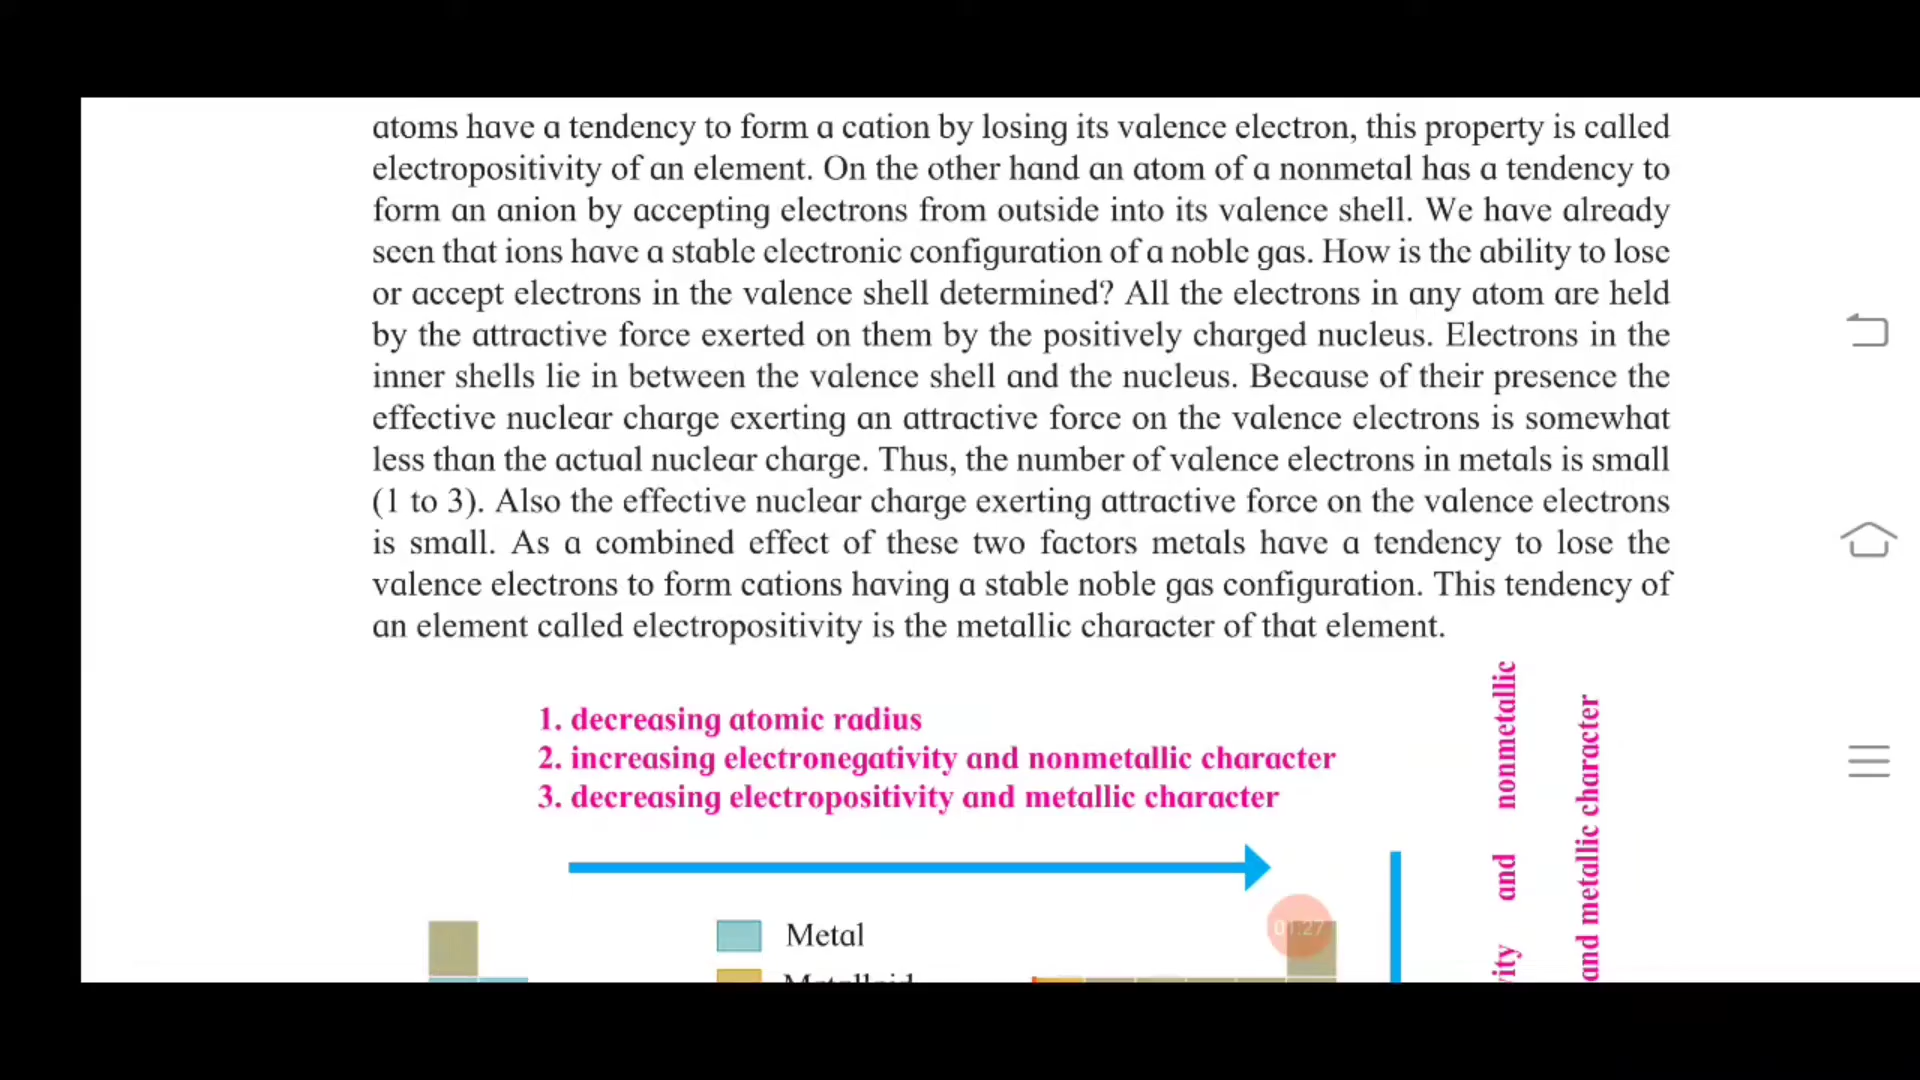 atoms have a tendency to form a cation by losing its valence electron, this property is called
electropositivity of an element. On the other hand an atom of a nonmetal has a tendency to
form an anion by accepting electrons from outside into its valence shell. We have already
seen that ions have a stable electronic configuration of a noble gas. How is the ability to lose
or accept electrons in the valence shell determined? All the electrons in any atom are held
by the attractive force exerted on them by the positively charged nucleus. Electrons in the
inner shells lie in between the valence shell and the nucleus. Because of their presence the
effective nuclear charge exerting an attractive force on the valence electrons is somewhat
less than the actual nuclear charge. Thus, the number of valence electrons in metals is small
(1 to 3). Also the effective nuclear charge exerting attractive force on the valence electrons
is small. As a combined effect of these two factors metals have a tendency to lose the
valence electrons to form cations having a stable noble gas configuration. This tendency of
an element called electropositivity is the metallic character of that element.
1. decreasing atomic radius
2. increasing electronegativity and nonmetallic character
3. decreasing electropositivity and metallic character
vity and nonmetallic
and metallic character
Metal
01:27